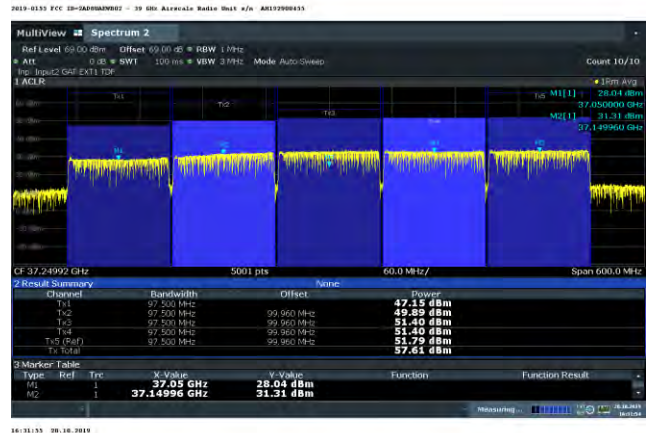 2019-0153 FCC ID=2AD8UAEWB02 - 39 GHz Airscale Radio Unit s/n AH192900455
MultiView Spectrum 2
Ref Level 69.00 dBm Offset 69.00 dB RBW 1 MHz
Att 0 dB SWT 100 ms VBW 3 MHz Mode Auto Sweep Count 10/10
Inp: Input2 GAT EXT1 TDF
1 ACLR 1Rm Avg
M1[1] 28.04 dBm
37.050000 GHz
M2[1] 31.31 dBm
37.149960 GHz
Tx1 Tx2 Tx3 Tx5
M1
CF 37.24992 GHz 5001 pts 60.0 MHz/ Span 600.0 MHz
2 Result Summary None
Channel Bandwidth Offset Power
Tx1 97.500 MHz 47.15 dBm
Tx2 97.500 MHz 99.960 MHz 49.89 dBm
Tx3 97.500 MHz 99.960 MHz 51.40 dBm
Tx4 97.500 MHz 99.960 MHz 51.40 dBm
Tx5 (Ref) 97.500 MHz 99.960 MHz 51.79 dBm
Tx Total 57.61 dBm
3 Marker Table
Type Ref Trc X-Value Y-Value Function Function Result
M1 1 37.05 GHz 28.04 dBm
M2 1 37.14996 GHz 31.31 dBm
Measuring... 20.10.2019
16:31:54
16:31:55 20.10.2019